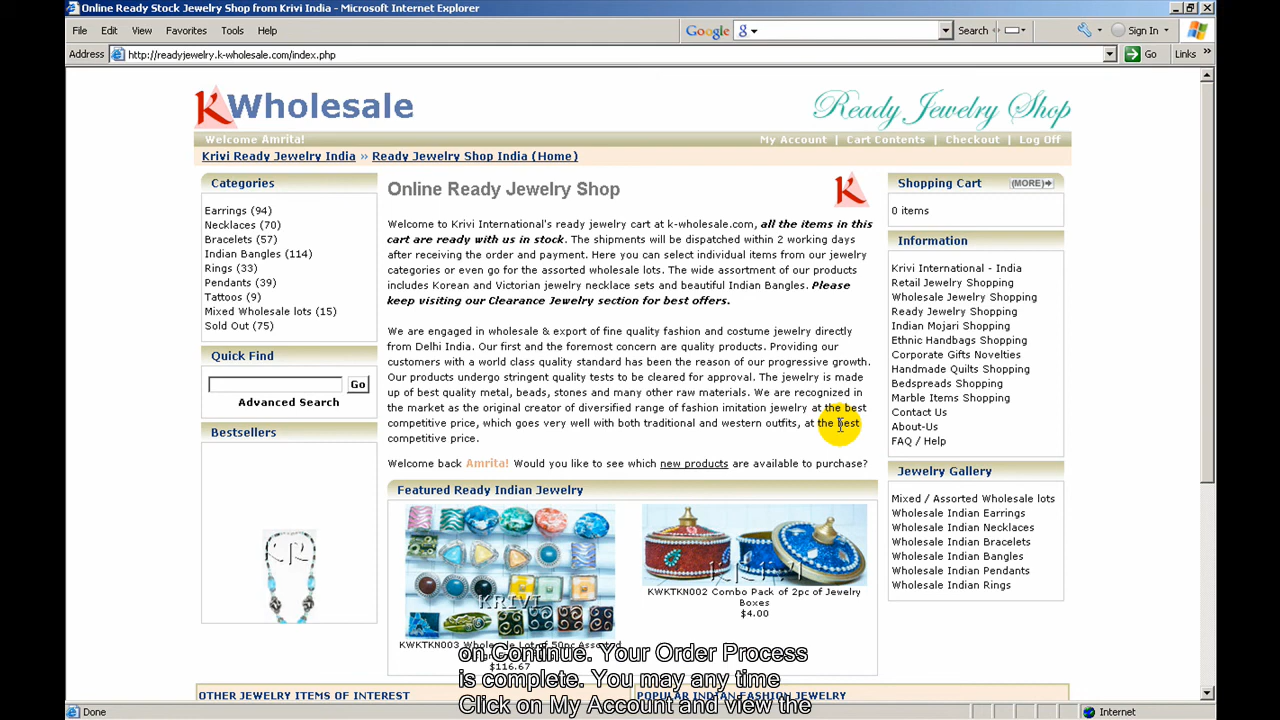 Online Ready Stock Jewelry Shop from Krivi India - Microsoft Internet Explorer
File Edit View Favorites Tools Help
Google Search Sign In
Address http://readyjewelry.k-wholesale.com/index.php Go Links
KWholesale
Ready Jewelry Shop
Welcome Amrita!
My Account | Cart Contents | Checkout | Log Off
Krivi Ready Jewelry India » Ready Jewelry Shop India (Home)
Categories
Earrings (94)
Necklaces (70)
Bracelets (57)
Indian Bangles (114)
Rings (33)
Pendants (39)
Tattoos (9)
Mixed Wholesale lots (15)
Sold Out (75)
Quick Find
Go
Advanced Search
Bestsellers
KR
Online Ready Jewelry Shop
K
Welcome to Krivi International's ready jewelry cart at k-wholesale.com, all the items in this
cart are ready with us in stock. The shipments will be dispatched within 2 working days
after receiving the order and payment. Here you can select individual items from our jewelry
categories or even go for the assorted wholesale lots. The wide assortment of our products
includes Korean and Victorian jewelry necklace sets and beautiful Indian Bangles. Please
keep visiting our Clearance Jewelry section for best offers.
We are engaged in wholesale & export of fine quality fashion and costume jewelry directly
from Delhi India. Our first and the foremost concern are quality products. Providing our
customers with a world class quality standard has been the reason of our progressive growth.
Our products undergo stringent quality tests to be cleared for approval. The jewelry is made
up of best quality metal, beads, stones and many other raw materials. We are recognized in
the market as the original creator of diversified range of fashion imitation jewelry at the best
competitive price, which goes very well with both traditional and western outfits, at the best
competitive price.
Welcome back Amrita! Would you like to see which new products are available to purchase?
Featured Ready Indian Jewelry
KRIVI
KWKTKN003 Wholesale Lot of 50pc Assorted
$116.67
KRIVI
KWKTKN002 Combo Pack of 2pc of Jewelry
Boxes
$4.00
Shopping Cart (MORE)
0 items
Information
Krivi International - India
Retail Jewelry Shopping
Wholesale Jewelry Shopping
Ready Jewelry Shopping
Indian Mojari Shopping
Ethnic Handbags Shopping
Corporate Gifts Novelties
Handmade Quilts Shopping
Bedspreads Shopping
Marble Items Shopping
Contact Us
About-Us
FAQ / Help
Jewelry Gallery
Mixed / Assorted Wholesale lots
Wholesale Indian Earrings
Wholesale Indian Necklaces
Wholesale Indian Bracelets
Wholesale Indian Bangles
Wholesale Indian Pendants
Wholesale Indian Rings
on Continue. Your Order Process
is complete. You may any time
Click on My Account and view the
OTHER JEWELRY ITEMS OF INTEREST
POPULAR INDIAN FASHION JEWELRY
Done Internet